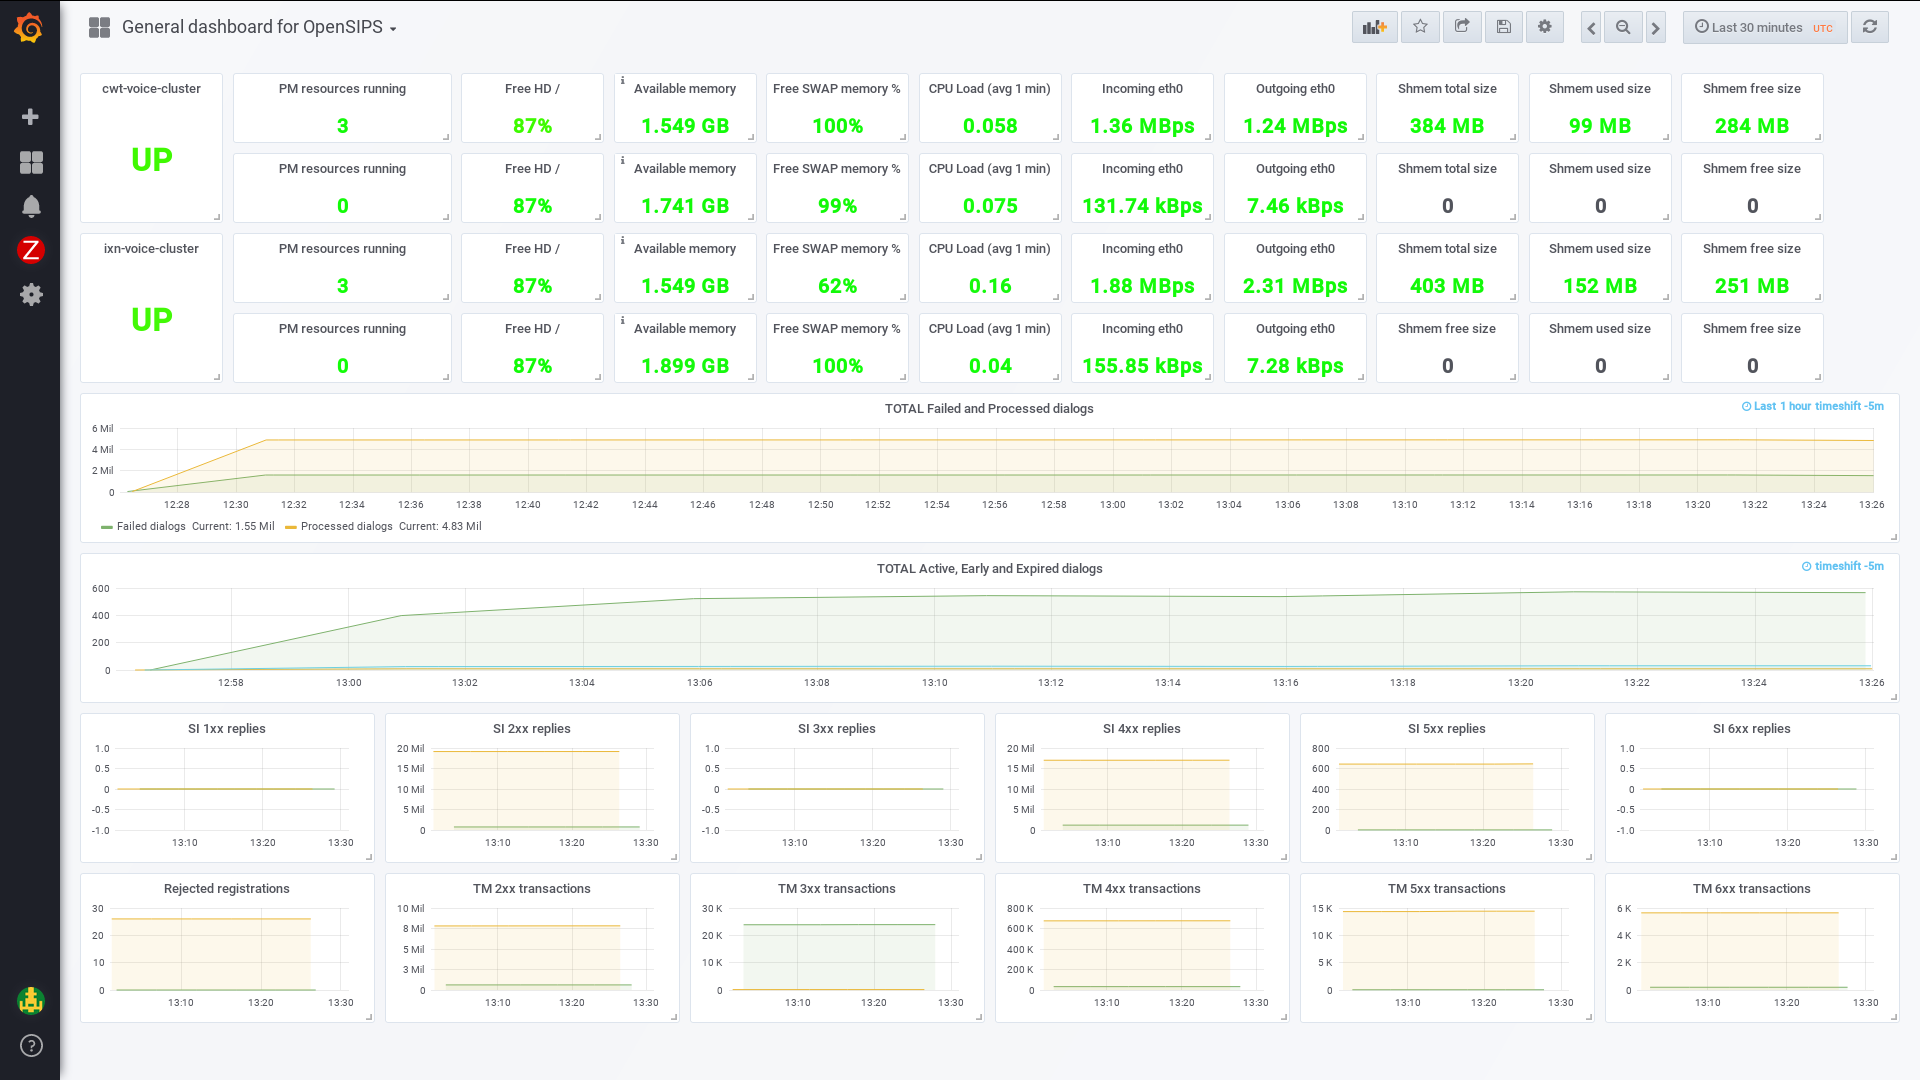 General dashboard for OpenSIPS
Last 30 minutes UTC
cwt-voice-cluster
UP
PM resources running
3
Free HD /
87%
Available memory
1.549 GB
Free SWAP memory %
100%
CPU Load (avg 1 min)
0.058
Incoming eth0
1.36 MBps
Outgoing eth0
1.24 MBps
Shmem total size
384 MB
Shmem used size
99 MB
Shmem free size
284 MB
PM resources running
0
Free HD /
87%
Available memory
1.741 GB
Free SWAP memory %
99%
CPU Load (avg 1 min)
0.075
Incoming eth0
131.74 kBps
Outgoing eth0
7.46 kBps
Shmem total size
0
Shmem used size
0
Shmem free size
0
ixn-voice-cluster
UP
PM resources running
3
Free HD /
87%
Available memory
1.549 GB
Free SWAP memory %
62%
CPU Load (avg 1 min)
0.16
Incoming eth0
1.88 MBps
Outgoing eth0
2.31 MBps
Shmem total size
403 MB
Shmem used size
152 MB
Shmem free size
251 MB
PM resources running
0
Free HD /
87%
Available memory
1.899 GB
Free SWAP memory %
100%
CPU Load (avg 1 min)
0.04
Incoming eth0
155.85 kBps
Outgoing eth0
7.28 kBps
Shmem free size
0
Shmem used size
0
Shmem free size
0
TOTAL Failed and Processed dialogs
Last 1 hour timeshift -5m
6 Mil
4 Mil
2 Mil
0
12:28 12:30 12:32 12:34 12:36 12:38 12:40 12:42 12:44 12:46 12:48 12:50 12:52 12:54 12:56 12:58 13:00 13:02 13:04 13:06 13:08 13:10 13:12 13:14 13:16 13:18 13:20 13:22 13:24 13:26
Failed dialogs Current: 1.55 Mil Processed dialogs Current: 4.83 Mil
TOTAL Active, Early and Expired dialogs
timeshift -5m
600
400
200
0
12:58 13:00 13:02 13:04 13:06 13:08 13:10 13:12 13:14 13:16 13:18 13:20 13:22 13:24 13:26
SI 1xx replies
1.0
0.5
0
-0.5
-1.0
13:10 13:20 13:30
SI 2xx replies
20 Mil
15 Mil
10 Mil
5 Mil
0
13:10 13:20 13:30
SI 3xx replies
1.0
0.5
0
-0.5
-1.0
13:10 13:20 13:30
SI 4xx replies
20 Mil
15 Mil
10 Mil
5 Mil
0
13:10 13:20 13:30
SI 5xx replies
800
600
400
200
0
13:10 13:20 13:30
SI 6xx replies
1.0
0.5
0
-0.5
-1.0
13:10 13:20 13:30
Z
Rejected registrations
30
20
10
0
13:10 13:20 13:30
TM 2xx transactions
10 Mil
8 Mil
5 Mil
3 Mil
0
13:10 13:20 13:30
TM 3xx transactions
30 K
20 K
10 K
0
13:10 13:20 13:30
TM 4xx transactions
800 K
600 K
400 K
200 K
0
13:10 13:20 13:30
TM 5xx transactions
15 K
10 K
5 K
0
13:10 13:20 13:30
TM 6xx transactions
6 K
4 K
2 K
0
13:10 13:20 13:30